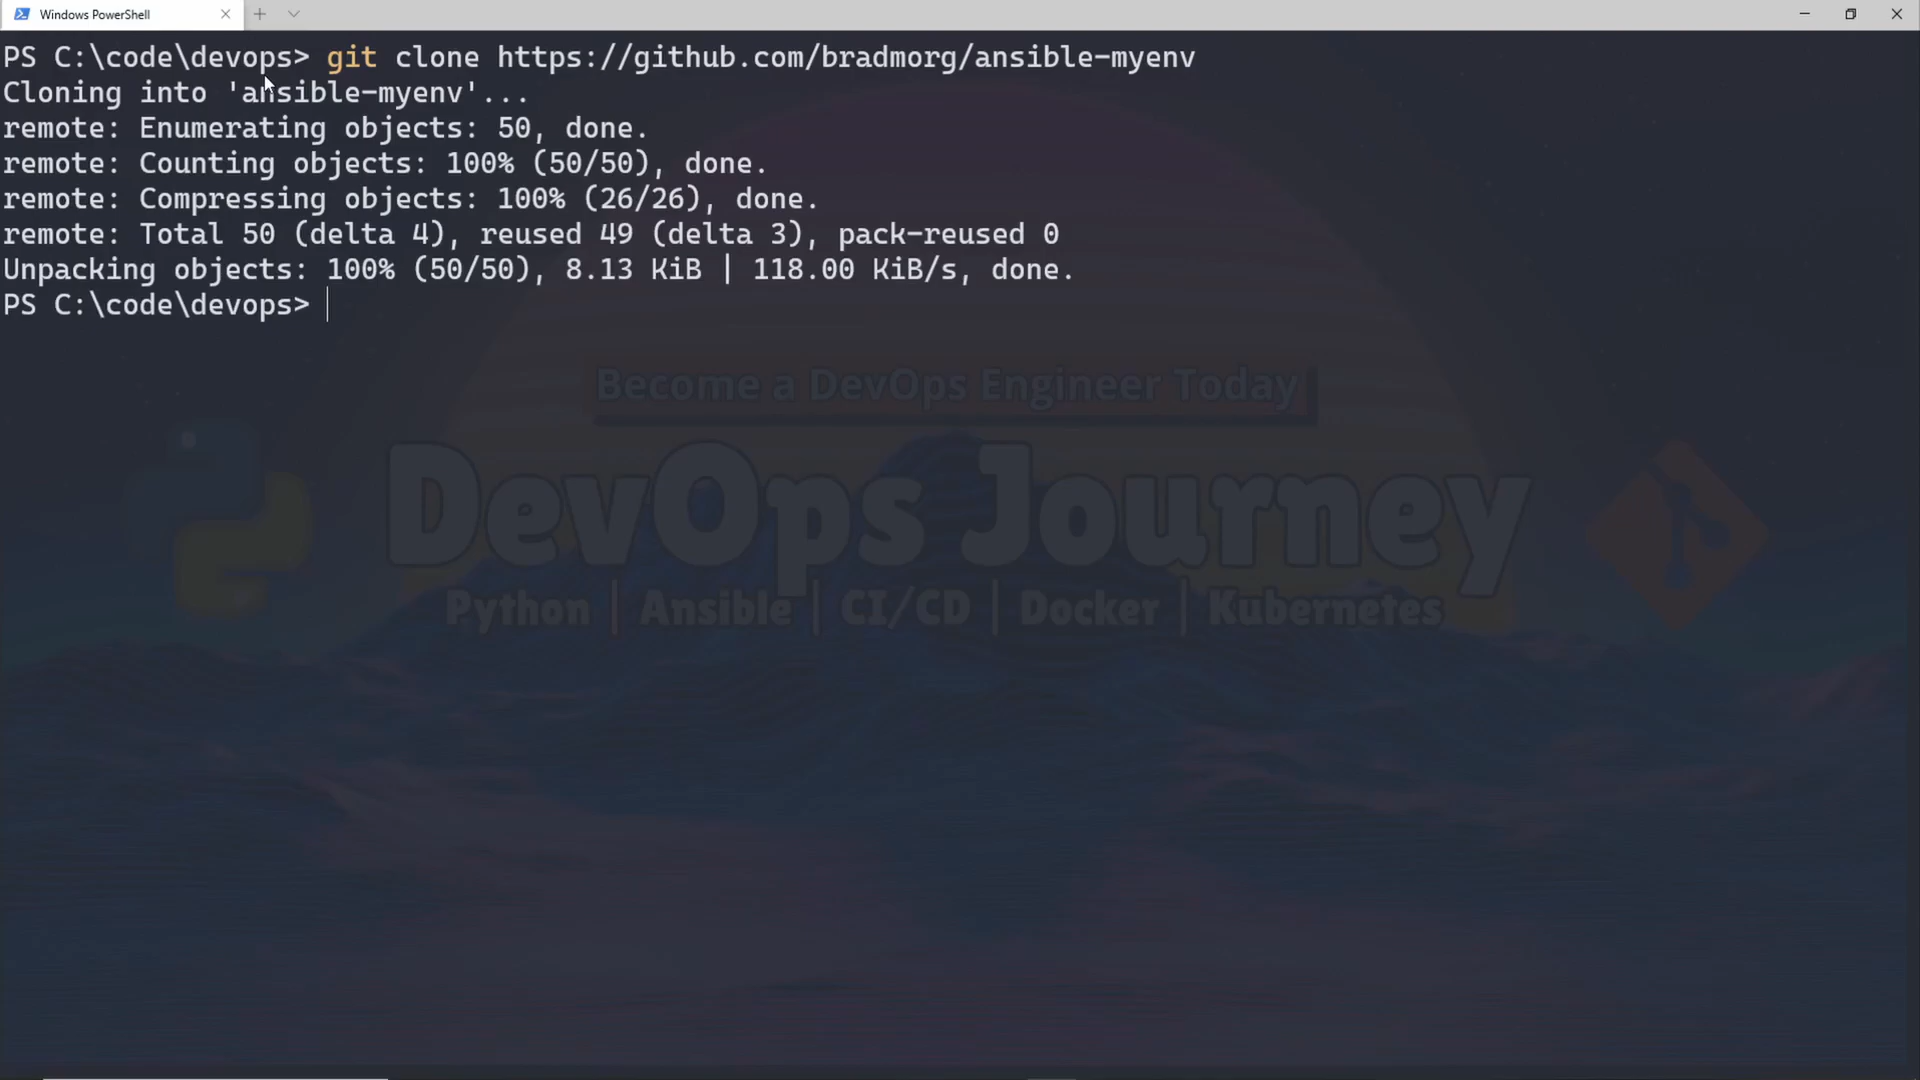 Windows PowerShell
PS C:\code\devops> git clone https://github.com/bradmorg/ansible-myenv
Cloning into 'ansible-myenv'...
remote: Enumerating objects: 50, done.
remote: Counting objects: 100% (50/50), done.
remote: Compressing objects: 100% (26/26), done.
remote: Total 50 (delta 4), reused 49 (delta 3), pack-reused 0
Unpacking objects: 100% (50/50), 8.13 KiB | 118.00 KiB/s, done.
PS C:\code\devops>
Become a DevOps Engineer Today
DevOps Journey
Python | Ansible | CI/CD | Docker | Kubernetes